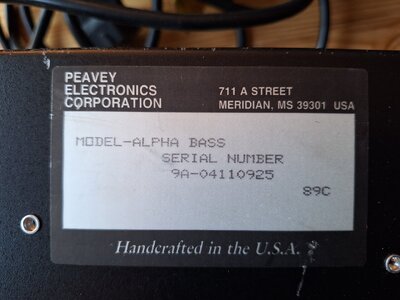 PEAVEY
ELECTRONICS 711 A STREET
CORPORATION MERIDIAN, MS 39301 USA
MODEL-ALPHA BASS
SERIAL NUMBER
9A-04110925
89C
Handcrafted in the U.S.A.